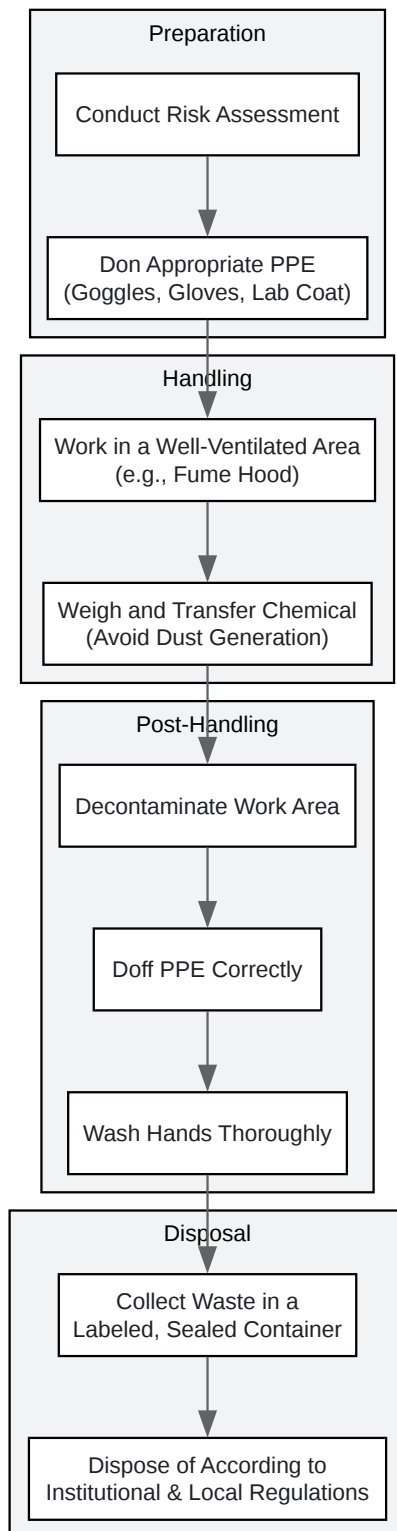 Preparation
Conduct Risk Assessment
Don Appropriate PPE
(Goggles, Gloves, Lab Coat)
Handling
Work in a Well-Ventilated Area
(e.g., Fume Hood)
Weigh and Transfer Chemical
(Avoid Dust Generation)
Post-Handling
Decontaminate Work Area
Doff PPE Correctly
Wash Hands Thoroughly
Disposal
Collect Waste in a
Labeled, Sealed Container
Dispose of According to
Institutional & Local Regulations